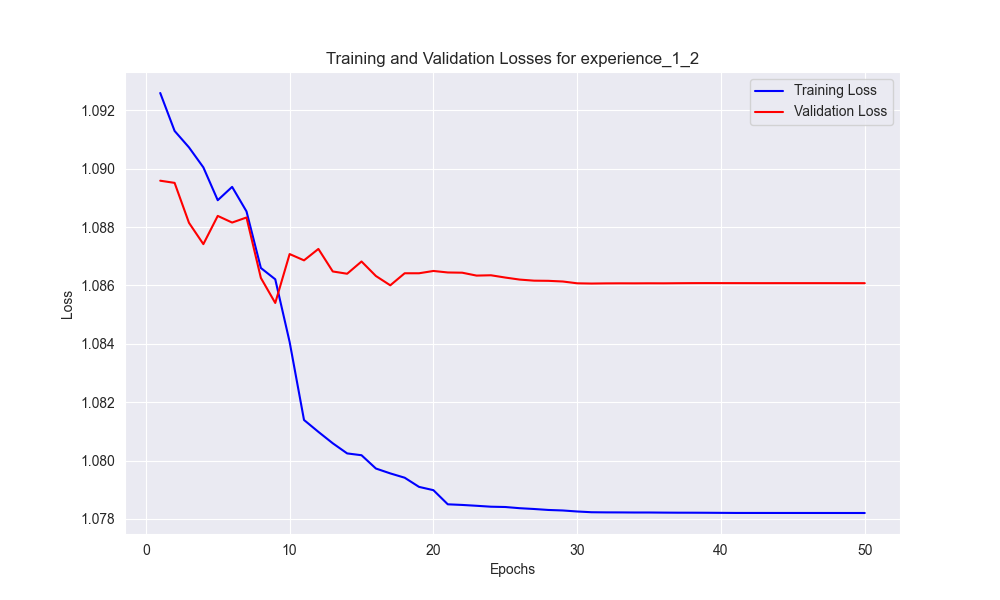 Training and Validation Losses for experience_1_2
Training Loss
Validation Loss
1.092
1.090
1.088
1.086
1.084
1.082
1.080
1.078
Loss
0 10 20 30 40 50
Epochs